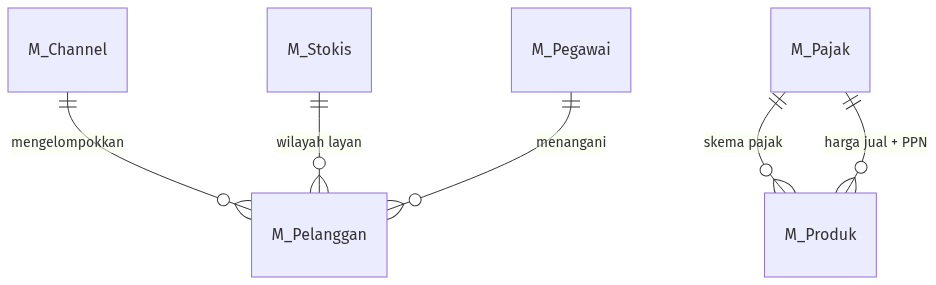 M_Channel
M_Stokis
M_Pegawai
M_Pajak
mengelompokkan
wilayah layan
menangani
skema pajak
harga jual + PPN
M_Pelanggan
M_Produk